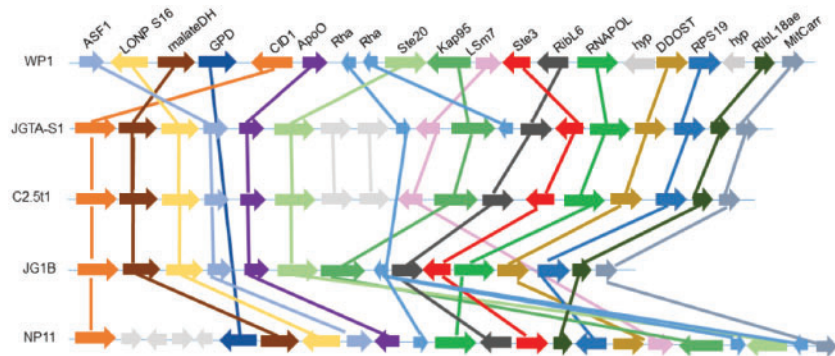 ASF1 LONP S16 malateDH GPD CID1 ApoO Rha Rha Ste20 Kap95 LSm7 Ste3 RibL6 RNAPOL hyp DDOST RPS19 hyp RibL18ae MitCarr
WP1
JGTA-S1
C2.5t1
JG1B
NP11